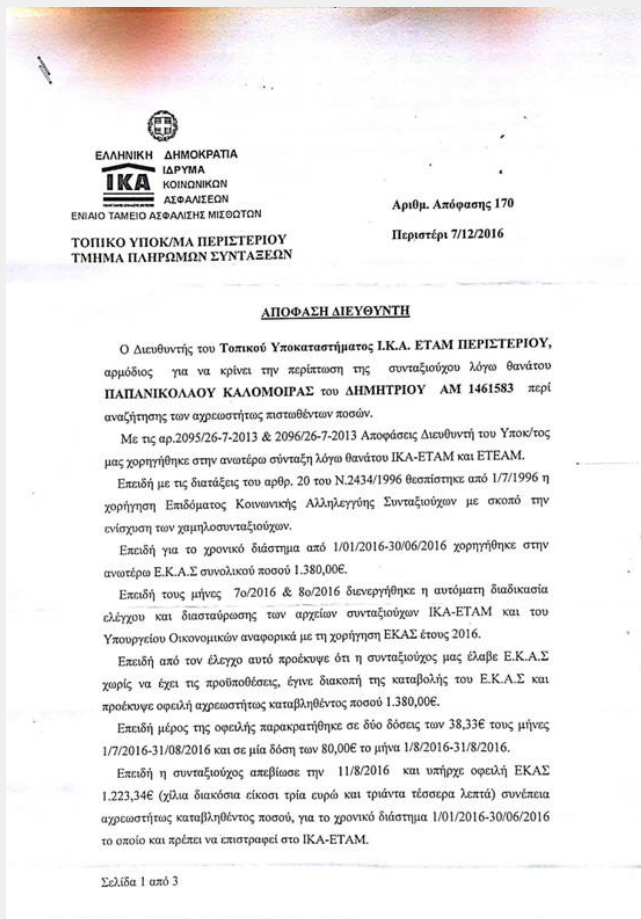 ΕΛΛΗΝΙΚΗ ΔΗΜΟΚΡΑΤΙΑ
ΙΔΡΥΜΑ
ΙΚΑ ΚΟΙΝΩΝΙΚΩΝ
ΑΣΦΑΛΙΣΕΩΝ
ΕΝΙΑΙΟ ΤΑΜΕΙΟ ΑΣΦΑΛΙΣΗΣ ΜΙΣΘΩΤΩΝ
ΤΟΠΙΚΟ ΥΠΟΚ/ΜΑ ΠΕΡΙΣΤΕΡΙΟΥ
ΤΜΗΜΑ ΠΛΗΡΩΜΩΝ ΣΥΝΤΑΞΕΩΝ
Αριθμ. Απόφασης 170
Περιστέρι 7/12/2016
ΑΠΟΦΑΣΗ ΔΙΕΥΘΥΝΤΗ
Ο Διευθυντής του Τοπικού Υποκαταστήματος Ι.Κ.Α. ΕΤΑΜ ΠΕΡΙΣΤΕΡΙΟΥ,
αρμόδιος για να κρίνει την περίπτωση της συνταξιούχου λόγω θανάτου
ΠΑΠΑΝΙΚΟΛΑΟΥ ΚΑΛΟΜΟΙΡΑΣ του ΔΗΜΗΤΡΙΟΥ ΑΜ 1461583 περί
αναζήτησης των αχρεωστήτως πιστωθέντων ποσών.
Με τις αρ.2095/26-7-2013 & 2096/26-7-2013 Αποφάσεις Διευθυντή του Υποκ/τος
μας χορηγήθηκε στην ανωτέρω σύνταξη λόγω θανάτου ΙΚΑ-ΕΤΑΜ και ΕΤΕΑΜ.
Επειδή με τις διατάξεις του αρθρ. 20 του Ν.2434/1996 θεσπίστηκε από 1/7/1996 η
χορήγηση Επιδόματος Κοινωνικής Αλληλεγγύης Συνταξιούχων με σκοπό την
ενίσχυση των χαμηλοσυνταξιούχων.
Επειδή για το χρονικό διάστημα από 1/01/2016-30/06/2016 χορηγήθηκε στην
ανωτέρω Ε.Κ.Α.Σ συνολικού ποσού 1.380,00€.
Επειδή τους μήνες 7ο/2016 & 8ο/2016 διενεργήθηκε η αυτόματη διαδικασία
ελέγχου και διασταύρωσης των αρχείων συνταξιούχων ΙΚΑ-ΕΤΑΜ και του
Υπουργείου Οικονομικών αναφορικά με τη χορήγηση ΕΚΑΣ έτους 2016.
Επειδή από τον έλεγχο αυτό προέκυψε ότι η συνταξιούχος μας έλαβε Ε.Κ.Α.Σ
χωρίς να έχει τις προϋποθέσεις, έγινε διακοπή της καταβολής του Ε.Κ.Α.Σ και
προέκυψε οφειλή αχρεωστήτως καταβληθέντος ποσού 1.380,00€.
Επειδή μέρος της οφειλής παρακρατήθηκε σε δύο δόσεις των 38,33€ τους μήνες
1/7/2016-31/08/2016 και σε μία δόση των 80,00€ το μήνα 1/8/2016-31/8/2016.
Επειδή η συνταξιούχος απεβίωσε την 11/8/2016 και υπήρχε οφειλή ΕΚΑΣ
1.223,34€ (χίλια διακόσια είκοσι τρία ευρώ και τριάντα τέσσερα λεπτά) συνέπεια
αχρεωστήτως καταβληθέντος ποσού, για το χρονικό διάστημα 1/01/2016-30/06/2016
το οποίο και πρέπει να επιστραφεί στο ΙΚΑ-ΕΤΑΜ.
Σελίδα 1 από 3